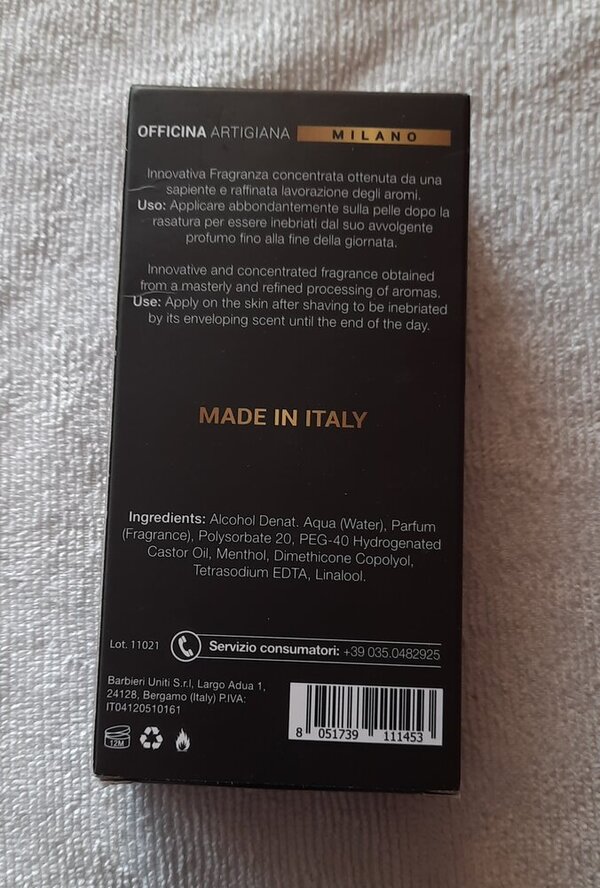 OFFICINA ARTIGIANA MILANO
Innovativa Fragranza concentrata ottenuta da una
sapiente e raffinata lavorazione degli aromi.
Uso: Applicare abbondantemente sulla pelle dopo la
rasatura per essere inebriati dal suo avvolgente
profumo fino alla fine della giornata.
Innovative and concentrated fragrance obtained
from a masterly and refined processing of aromas.
Use: Apply on the skin after shaving to be inebriated
by its enveloping scent until the end of the day.
MADE IN ITALY
Ingredients: Alcohol Denat. Aqua (Water), Parfum
(Fragrance), Polysorbate 20, PEG-40 Hydrogenated
Castor Oil, Menthol, Dimethicone Copolyol,
Tetrasodium EDTA, Linalool.
Lot. 11021 Servizio consumatori: +39 035.0482925
Barbieri Uniti S.r.l, Largo Adua 1,
24128, Bergamo (Italy) P.IVA:
IT04120510161
12M
8 051739 111453